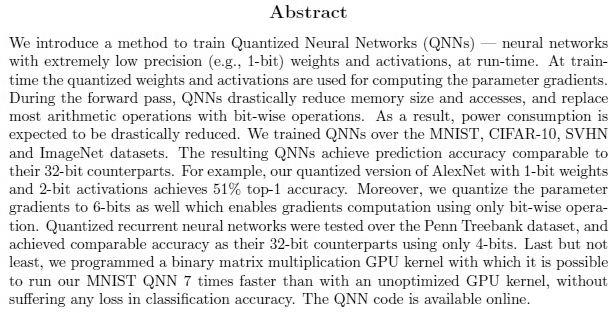 Abstract
We introduce a method to train Quantized Neural Networks (QNNs) — neural networks
with extremely low precision (e.g., 1-bit) weights and activations, at run-time. At train-
time the quantized weights and activations are used for computing the parameter gradients.
During the forward pass, QNNs drastically reduce memory size and accesses, and replace
most arithmetic operations with bit-wise operations. As a result, power consumption is
expected to be drastically reduced. We trained QNNs over the MNIST, CIFAR-10, SVHN
and ImageNet datasets. The resulting QNNs achieve prediction accuracy comparable to
their 32-bit counterparts. For example, our quantized version of AlexNet with 1-bit weights
and 2-bit activations achieves 51% top-1 accuracy. Moreover, we quantize the parameter
gradients to 6-bits as well which enables gradients computation using only bit-wise opera-
tion. Quantized recurrent neural networks were tested over the Penn Treebank dataset, and
achieved comparable accuracy as their 32-bit counterparts using only 4-bits. Last but not
least, we programmed a binary matrix multiplication GPU kernel with which it is possible
to run our MNIST QNN 7 times faster than with an unoptimized GPU kernel, without
suffering any loss in classification accuracy. The QNN code is available online.